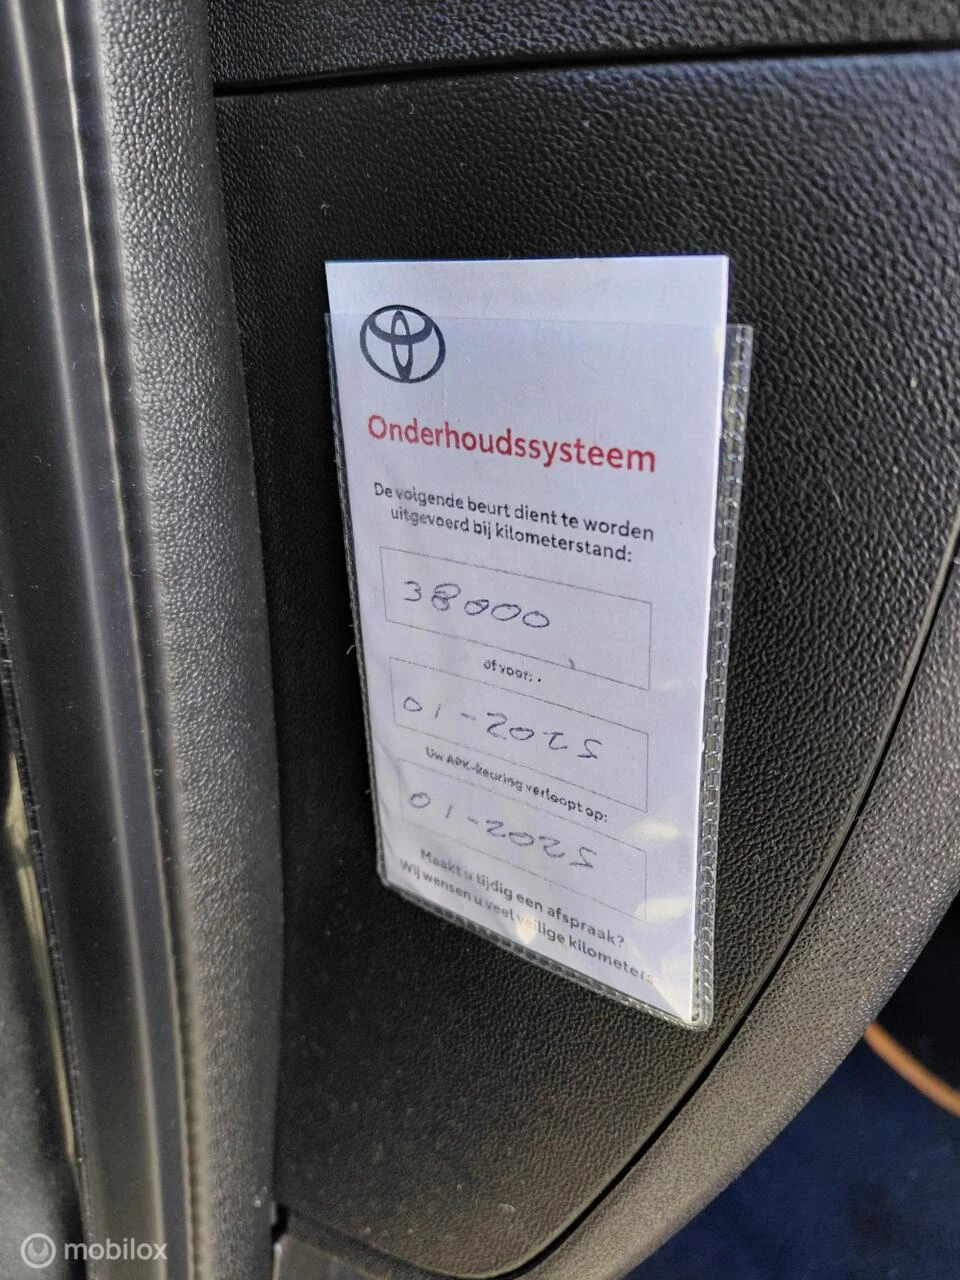 Onderhoudssysteem
De volgende beurt dient te worden
uitgevoerd bij kilometerstand:
38000
of voor:
01-2025
Uw APK-keuring verloopt op:
01-2025
Maakt u tijdig een afspraak?
Wij wensen u veel veilige kilometers
mobilox